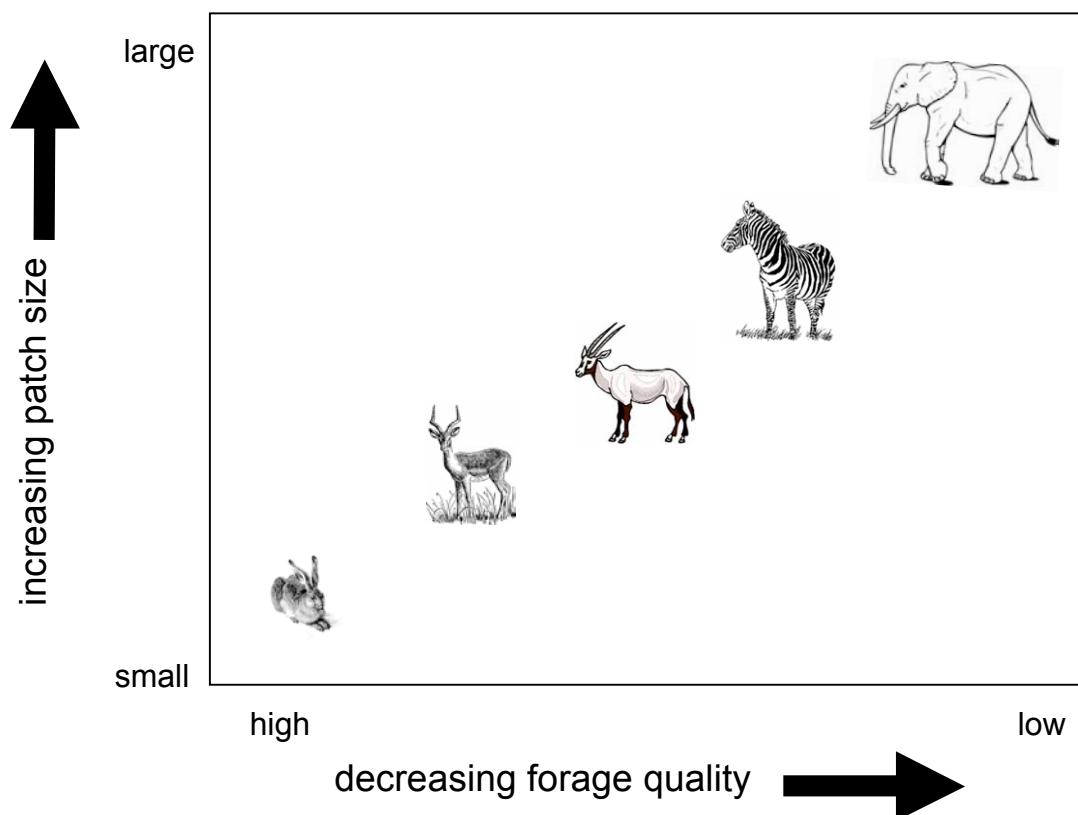 large
increasing patch size
small
high
low
decreasing forage quality